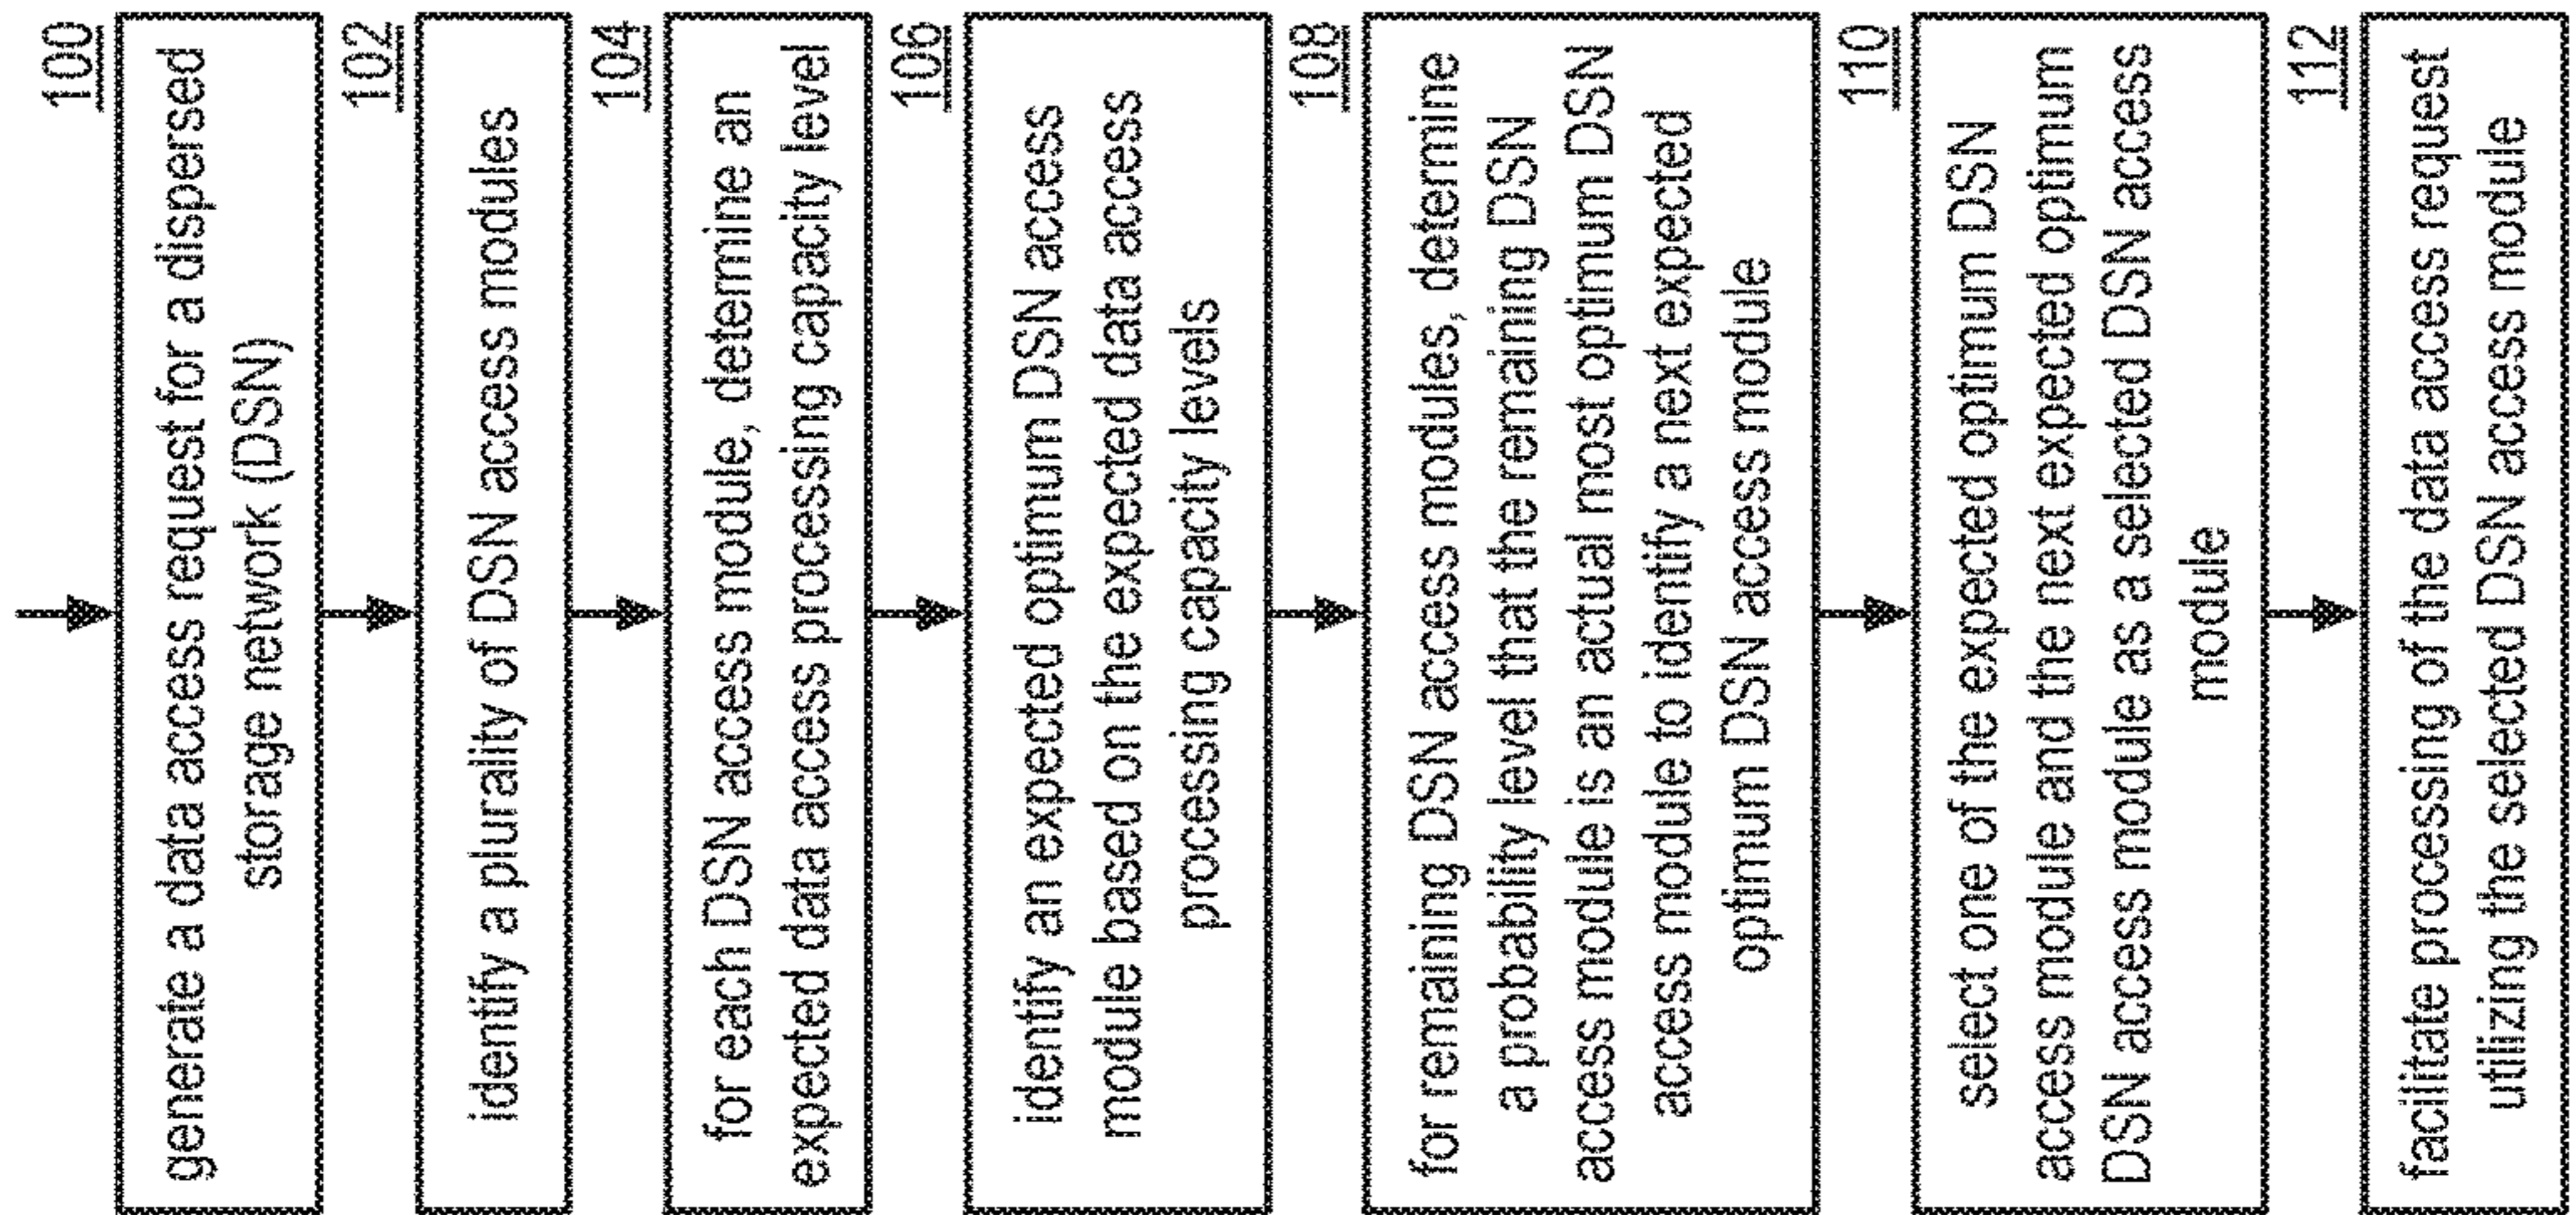 100
generate a data access request for a dispersed
storage network (DSN)
102
identify a plurality of DSN access modules
104
for each DSN access module, determine an
expected data access processing capacity level
106
identify an expected optimum DSN access
module based on the expected data access
processing capacity levels
108
for remaining DSN access modules, determine
a probability level that the remaining DSN
access module is an actual most optimum DSN
access module to identify a next expected
optimum DSN access module
110
select one of the expected optimum DSN
access module and the next expected optimum
DSN access module as a selected DSN access
module
112
facilitate processing of the data access request
utilizing the selected DSN access module